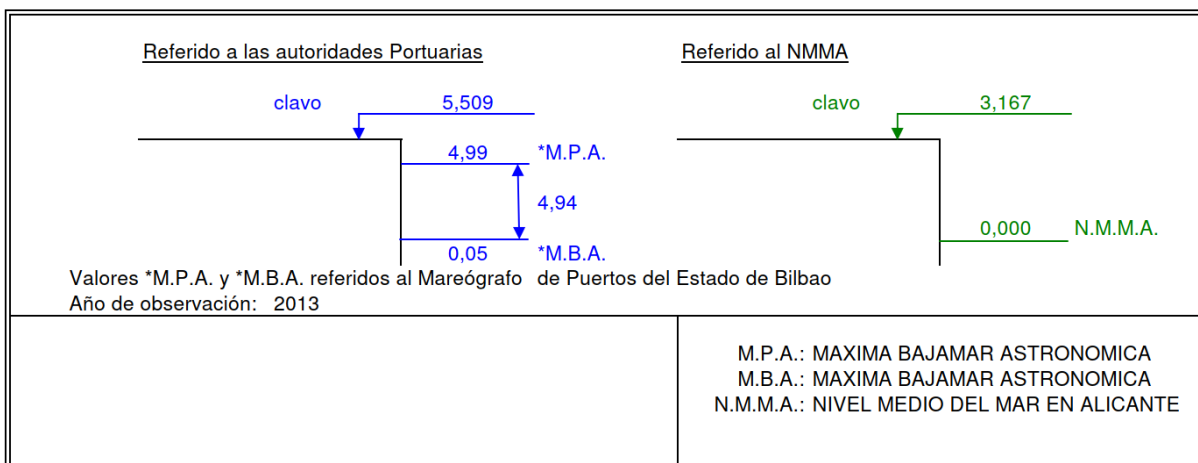 Referido a las autoridades Portuarias
clavo 5,509
4,99 *M.P.A.
4,94
0,05 *M.B.A.
Referido al NMMA
clavo 3,167
0,000 N.M.M.A.
Valores *M.P.A. y *M.B.A. referidos al Mareógrafo de Puertos del Estado de Bilbao
Año de observación: 2013
M.P.A.: MAXIMA BAJAMAR ASTRONOMICA
M.B.A.: MAXIMA BAJAMAR ASTRONOMICA
N.M.M.A.: NIVEL MEDIO DEL MAR EN ALICANTE